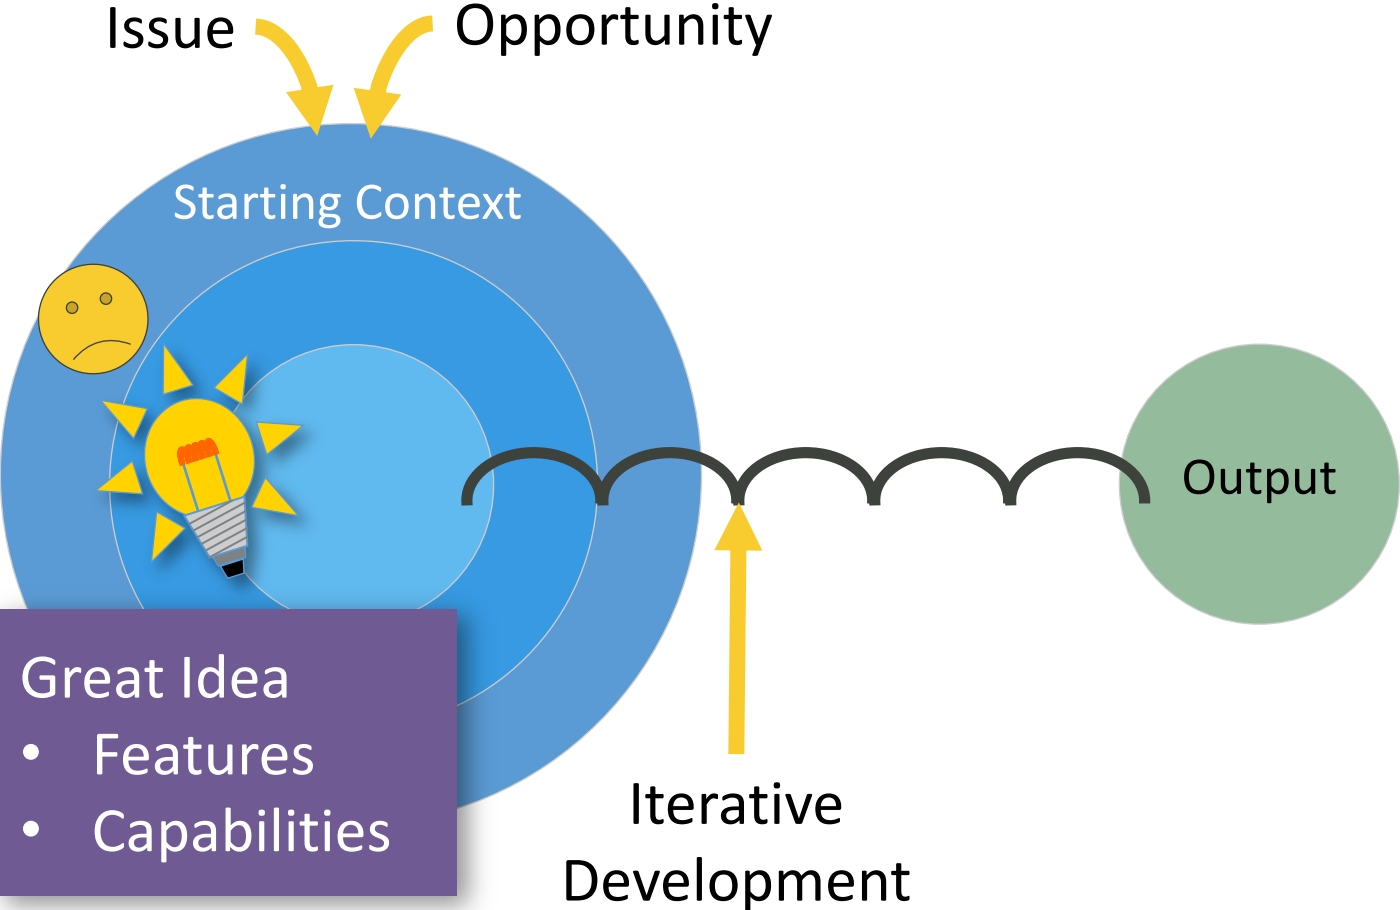 Issue
Opportunity
Starting Context
Output
Great Idea
• Features
• Capabilities
Iterative
Development